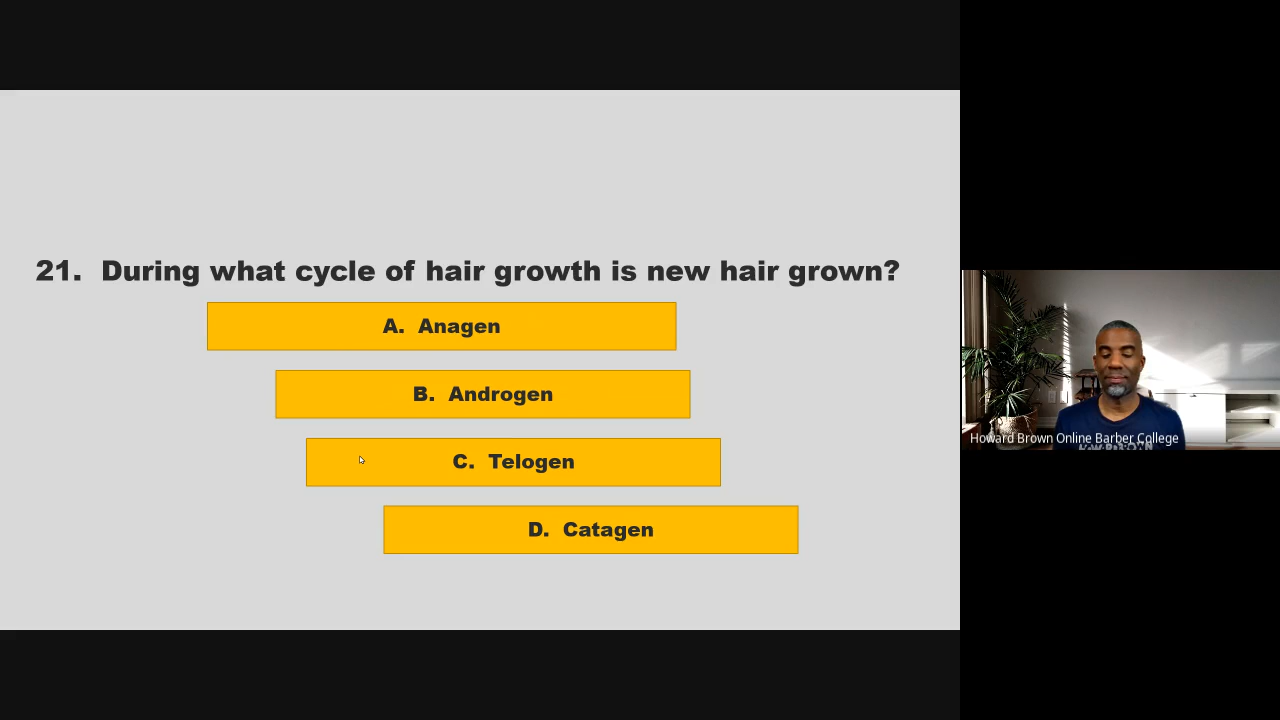 21. During what cycle of hair growth is new hair grown?
A. Anagen
B. Androgen
C. Telogen
D. Catagen
Howard Brown Online Barber College